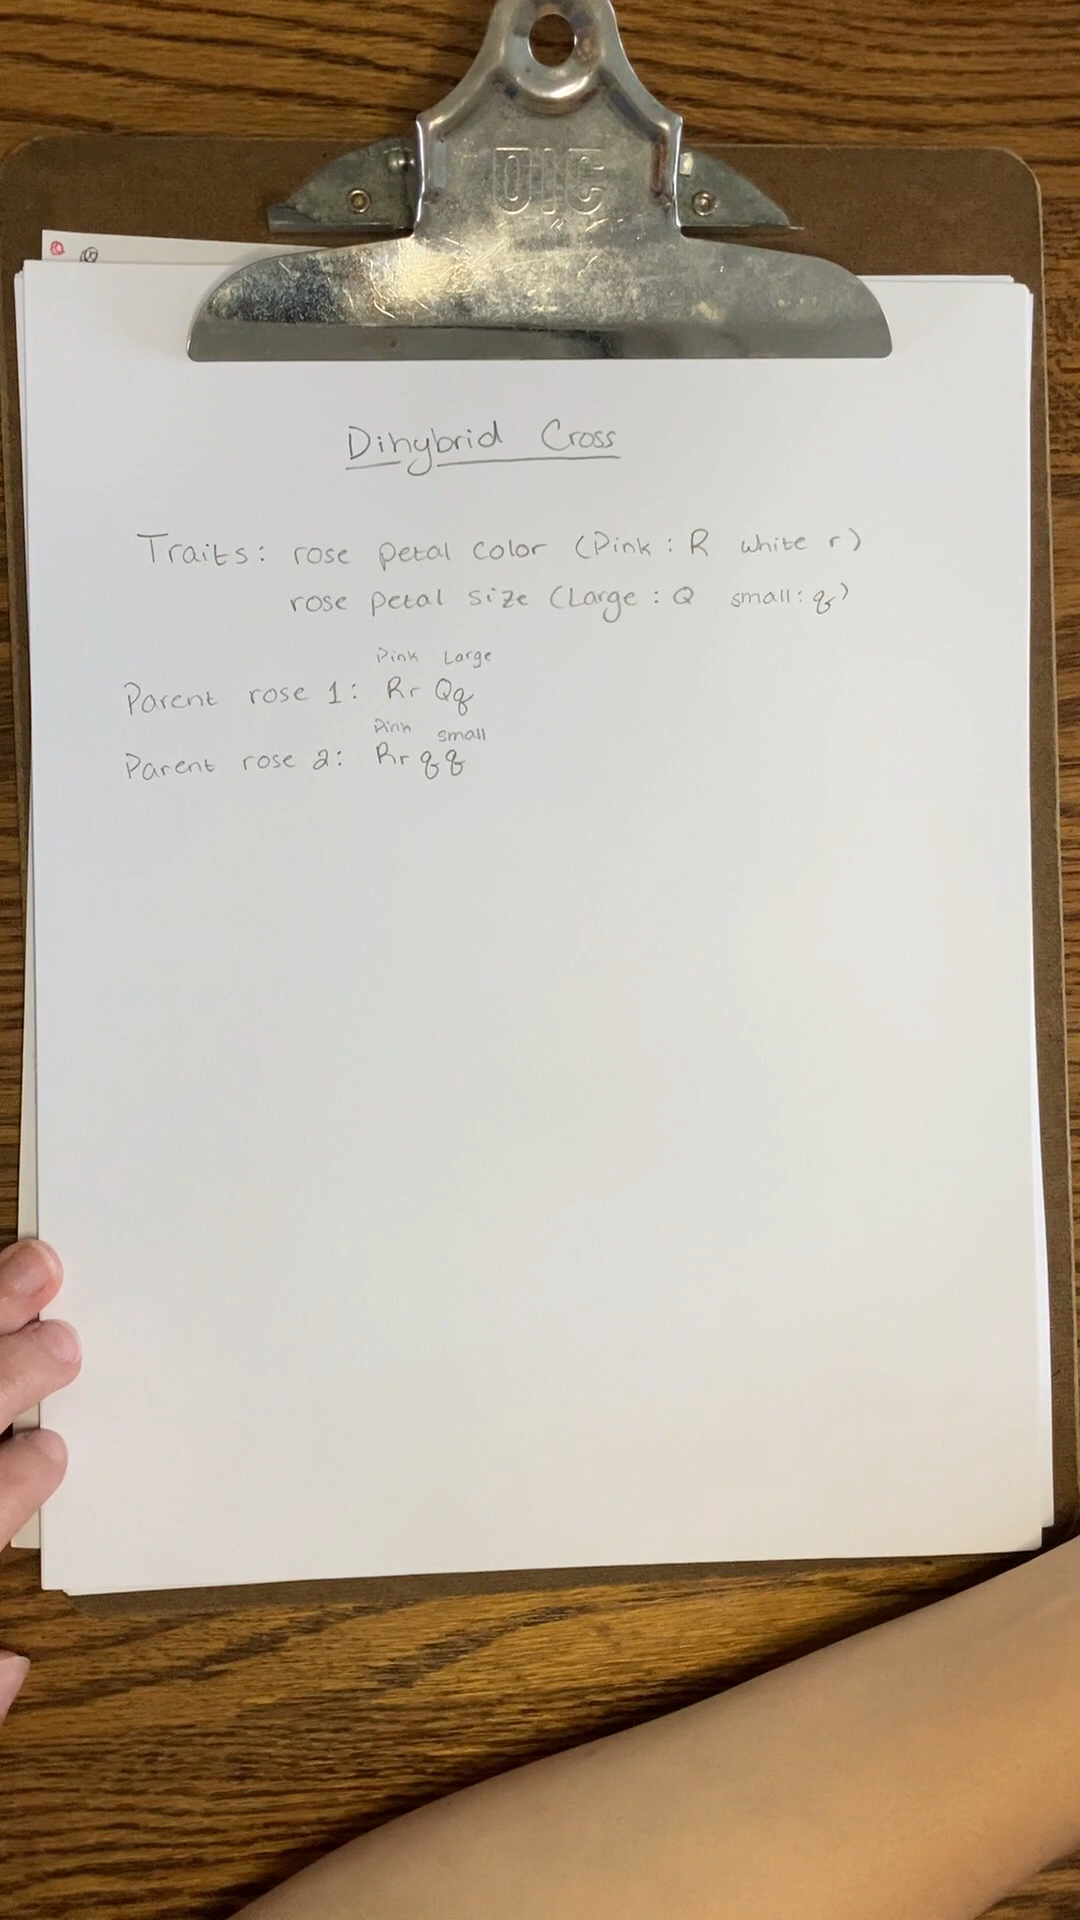 OIC
Dihybrid Cross
Traits: rose petal color (Pink : R white r)
rose petal size (Large : Q small: q)
Pink Large
Parent rose 1: Rr Qq
Pink small
Parent rose 2: Rr qq